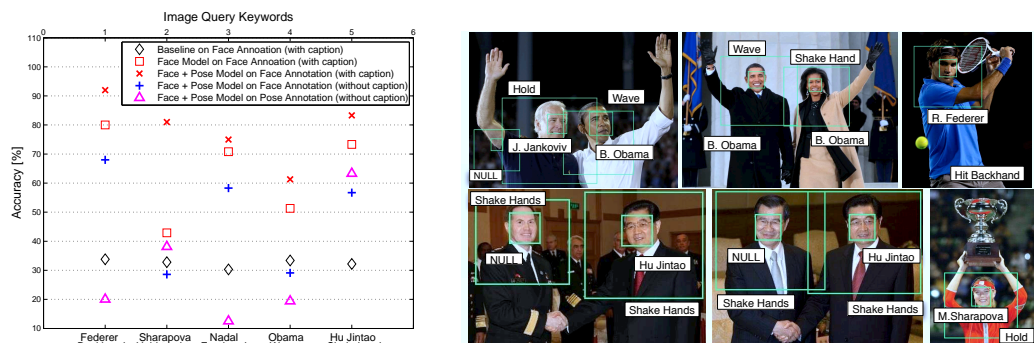 Image Query Keywords
0 1 2 3 4 5 6
110
100
90
80
70
60
50
40
30
20
10
Accuracy [%]
Baseline on Face Annoation (with caption)
Face Model on Face Annotation (with caption)
Face + Pose Model on Face Annotation (with caption)
Face + Pose Model on Face Annotation (without caption)
Face + Pose Model on Pose Annotation (without caption)
Federer Sharapova Nadal Obama Hu Jintao
Hold
Wave
J. Jankoviv
B. Obama
NULL
Wave
Shake Hand
B. Obama
B. Obama
R. Federer
Hit Backhand
Shake Hands
NULL
Hu Jintao
Shake Hands
NULL
Hu Jintao
Shake Hands
Shake Hands
M.Sharapova
Hold